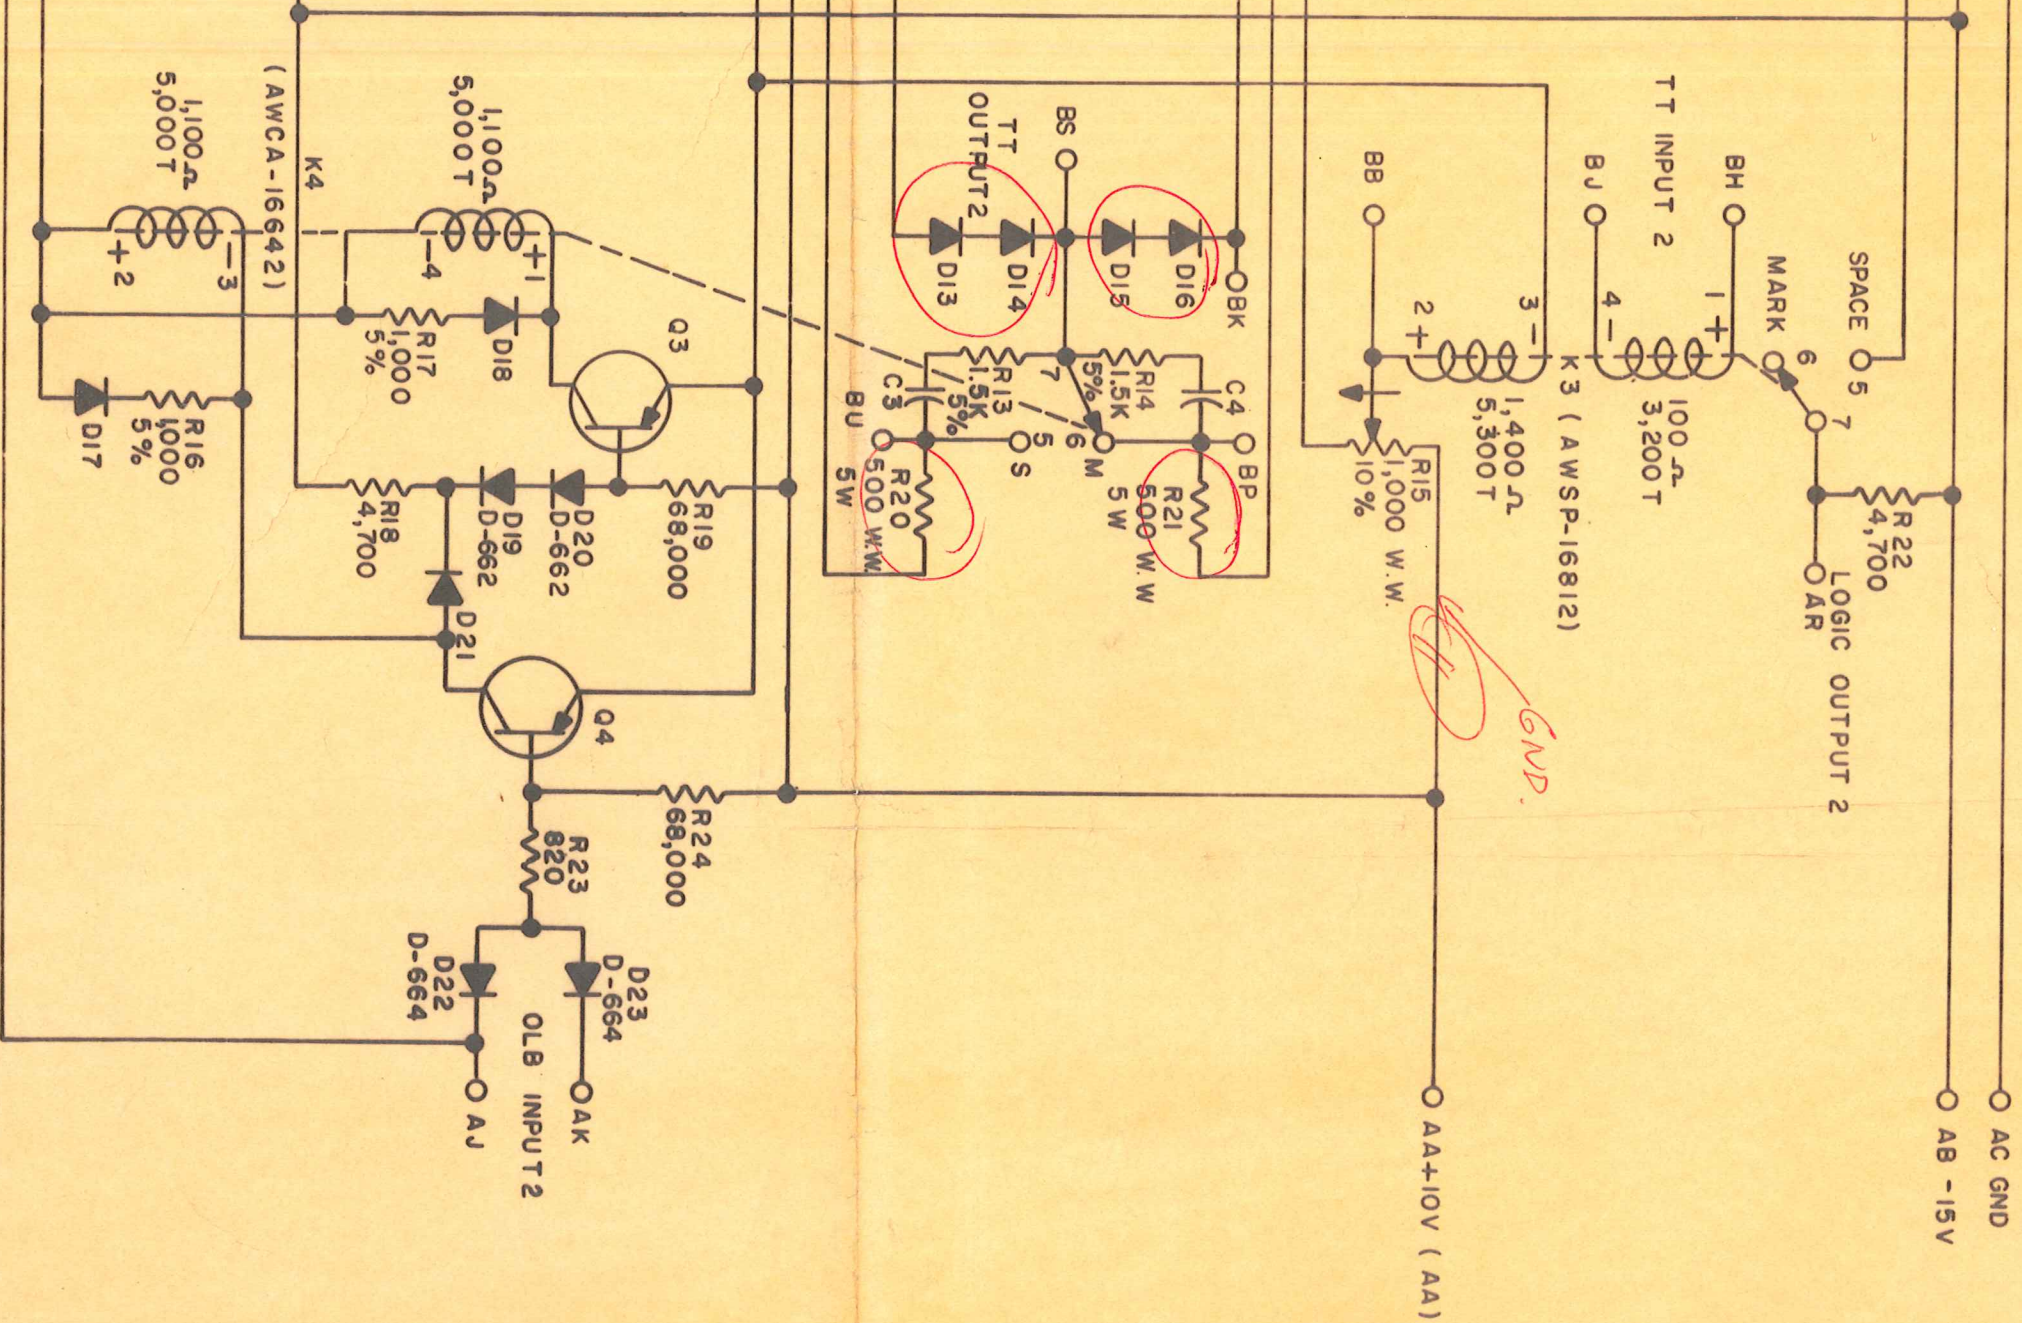 SPACE
5
MARK
6
7
R22
4,700
LOGIC OUTPUT 2
AR
AC GND
AB -15V
AA+10V (AA)
TT INPUT 2
BH
BJ
1 +
4 -
100Ω
3,200T
K3 (AWSP-16812)
3 -
2 +
1,400Ω
5,300T
BB
R15
1,000 W.W.
10%
GND.
BS
TT
OUTPUT2
BK
D16
D15
D14
D13
C4
R14
1.5K
5%
7
R13
1.5K
5%
C3
BP
M
6
5
S
BU
R21
500 W.W
5W
R20
500 W.W.
5W
Q3
1,100Ω
5,000T
+1
-4
D18
R17
1,000
5%
K4
(AWCA-16642)
1,100Ω
5,000T
-3
+2
R16
1,000
5%
D17
R19
68,000
D20
D-662
D19
D-662
R18
4,700
D21
Q4
R24
68,000
R23
820
D23
D-664
D22
D-664
OLB INPUT2
AK
AJ